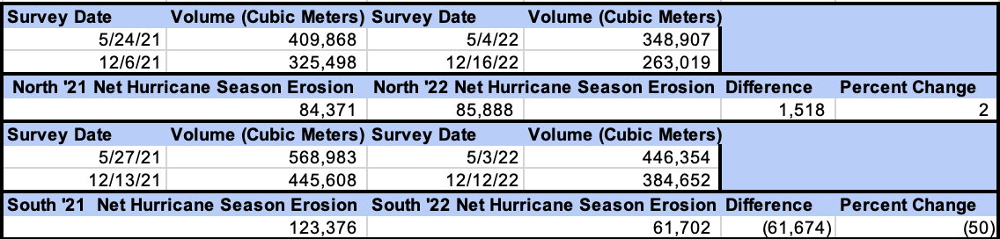 Survey Date Volume (Cubic Meters) Survey Date Volume (Cubic Meters)
5/24/21 409,868 5/4/22 348,907
12/6/21 325,498 12/16/22 263,019
North '21 Net Hurricane Season Erosion North '22 Net Hurricane Season Erosion Difference Percent Change
84,371 85,888 1,518 2
Survey Date Volume (Cubic Meters) Survey Date Volume (Cubic Meters)
5/27/21 568,983 5/3/22 446,354
12/13/21 445,608 12/12/22 384,652
South '21 Net Hurricane Season Erosion South '22 Net Hurricane Season Erosion Difference Percent Change
123,376 61,702 (61,674) (50)